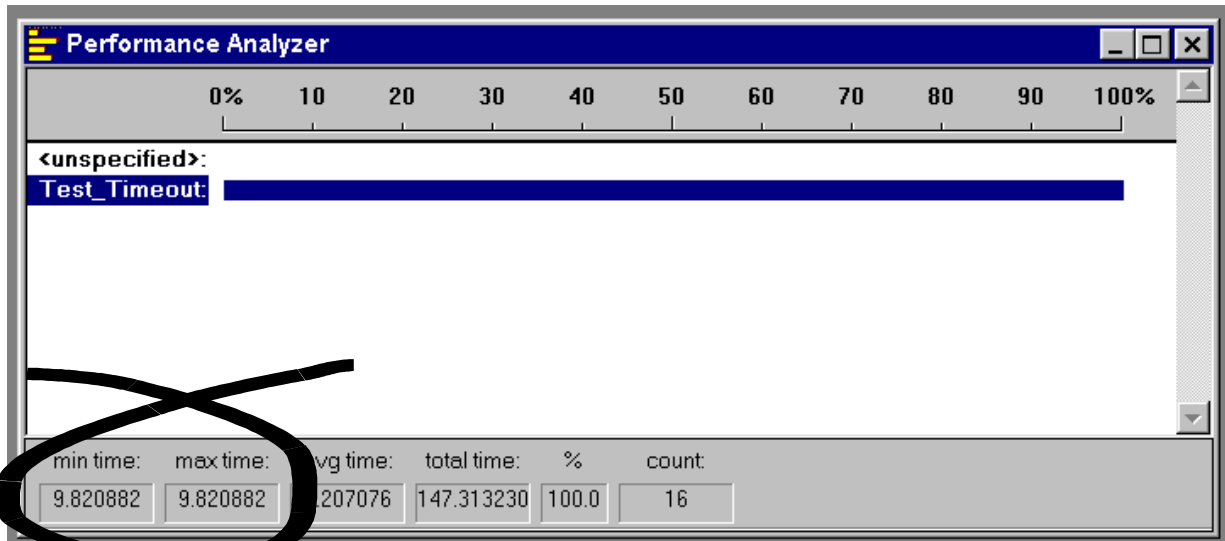 Performance Analyzer
0% 10 20 30 40 50 60 70 80 90 100%
<unspecified>:
Test_Timeout:
min time: max time: vg time: total time: % count:
9.820882 9.820882 .207076 147.313230 100.0 16